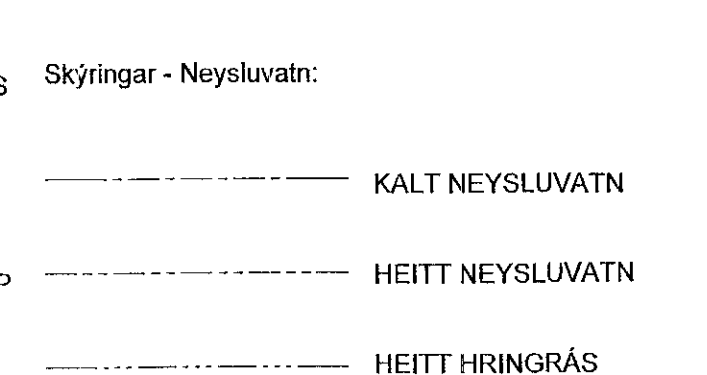 Skýringar - Neysluvatn:
KALT NEYSLUVATN
HEITT NEYSLUVATN
HEITT HRINGRÁS